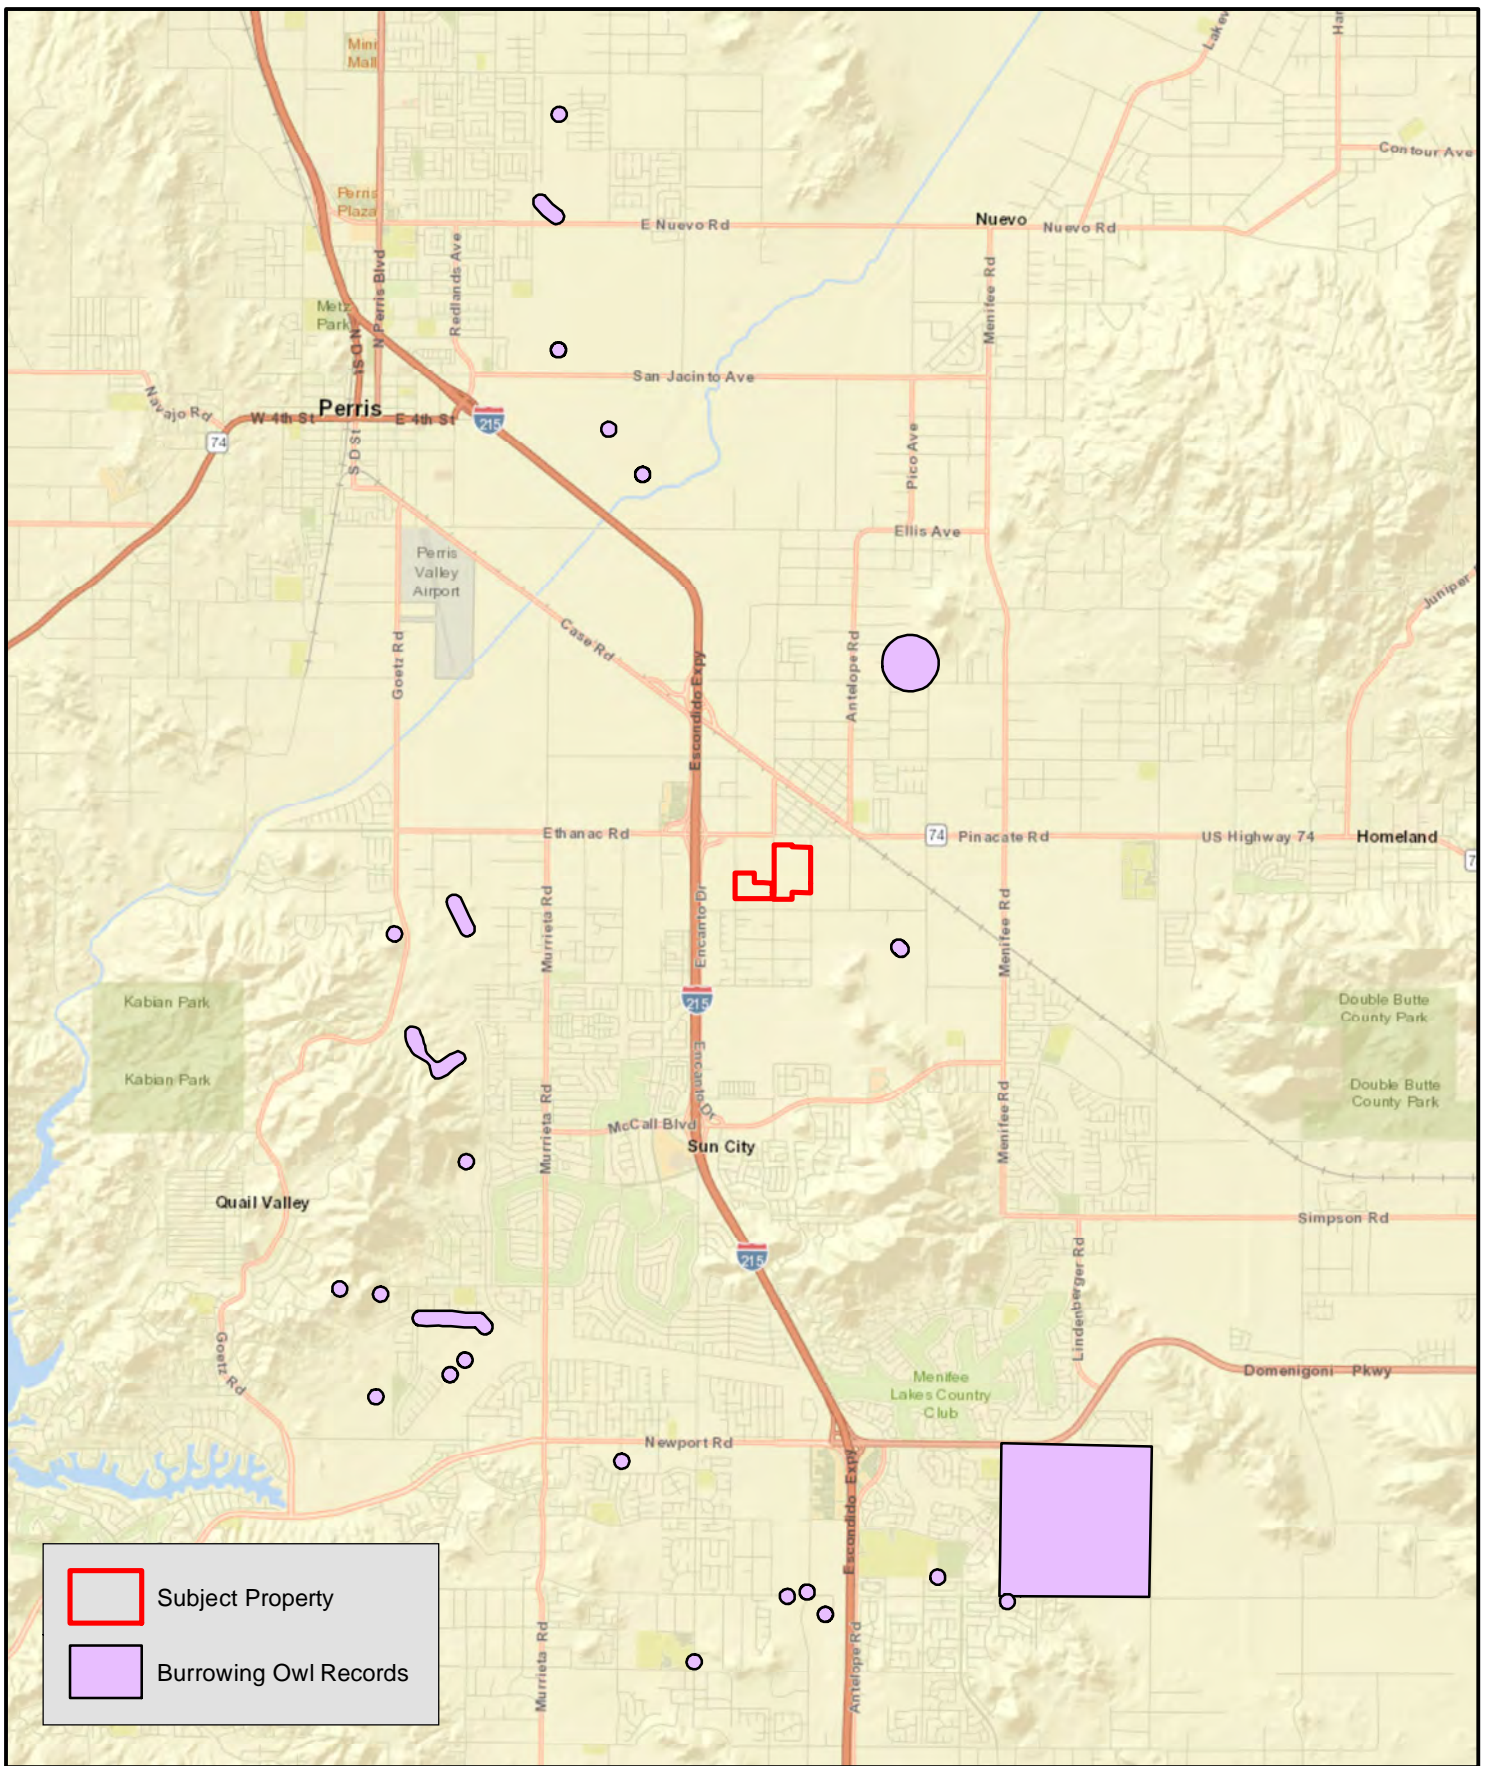 Mini
Mall
Lakev
Har
Contour Ave
Perris
Plaza
E Nuevo Rd
Nuevo
Nuevo Rd
N Perris Blvd
Redlands Ave
Menifee Rd
Metz
Park
N D St
San Jacinto Ave
Navajo Rd
W 4th St
Perris
E 4th St
215
74
S D St
Pico Ave
Ellis Ave
Perris
Valley
Airport
Juniper
Goetz Rd
Case Rd
Escondido Expy
Antelope Rd
Ethanac Rd
74
Pinacate Rd
US Highway 74
Homeland
7
Murrieta Rd
Encanto Dr
Menifee Rd
Kabian Park
215
Double Butte
County Park
Kabian Park
Encanto Dr
Double Butte
County Park
Murrieta Rd
McCall Blvd
Menifee Rd
Sun City
Quail Valley
Simpson Rd
215
Lindenberger Rd
Goetz Rd
Domenigoni Pkwy
Menifee
Lakes Country
Club
Newport Rd
Escondido Expy
Subject Property
Burrowing Owl Records
Murrieta Rd
Antelope Rd